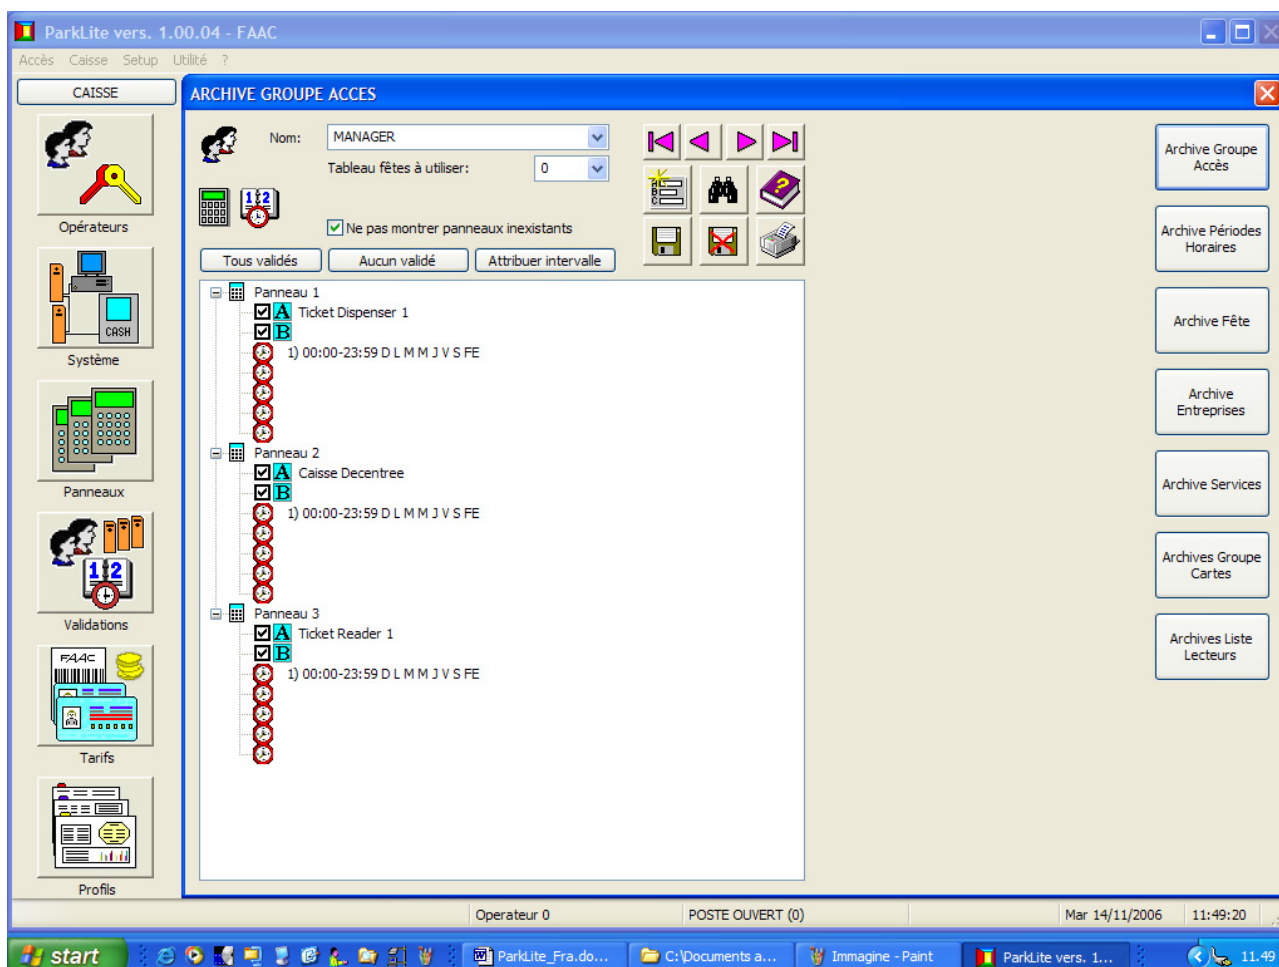 ParkLite vers. 1.00.04 - FAAC
Accès Caisse Setup Utilité ?
CAISSE
Opérateurs
CASH
Système
Panneaux
1 2
Validations
FAAC
Tarifs
Profils
ARCHIVE GROUPE ACCES
Nom: MANAGER
Tableau fêtes à utiliser: 0
1 2
Ne pas montrer panneaux inexistants
Tous validés Aucun validé Attribuer intervalle
A
B
C
?
Panneau 1
A Ticket Dispenser 1
B
1) 00:00-23:59 D L M M J V S FE
Panneau 2
A Caisse Decentree
B
1) 00:00-23:59 D L M M J V S FE
Panneau 3
A Ticket Reader 1
B
1) 00:00-23:59 D L M M J V S FE
Archive Groupe
Accès
Archive Périodes
Horaires
Archive Fête
Archive
Entreprises
Archive Services
Archives Groupe
Cartes
Archives Liste
Lecteurs
Operateur 0 POSTE OUVERT (0) Mar 14/11/2006 11:49:20
start ParkLite_Fra.do... C:\Documents a... Immagine - Paint ParkLite vers. 1... 11.49